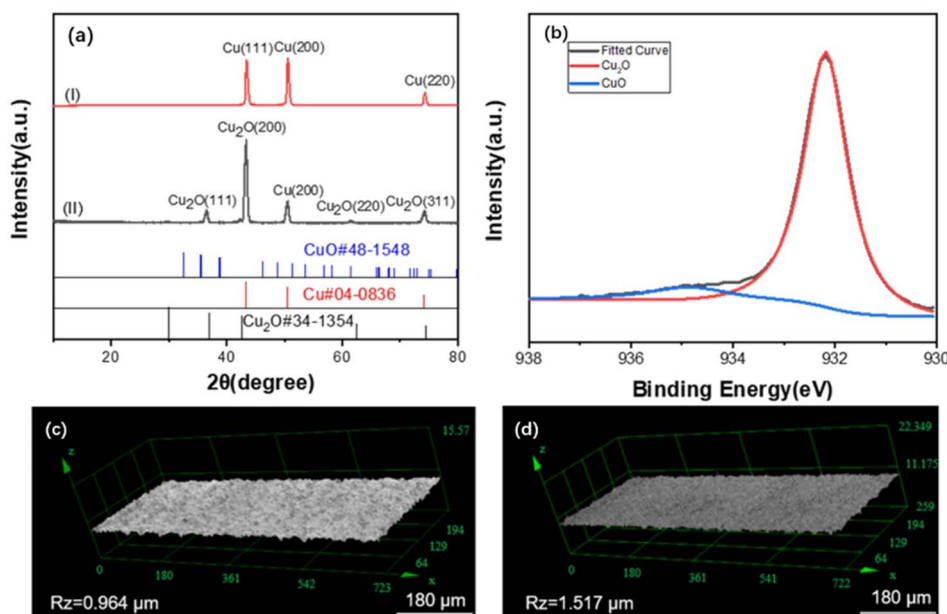 (a)
Cu(111) Cu(200)
Cu(220)
(I)
Cu₂O(200)
Cu₂O(111)
Cu(200)
Cu₂O(220)
Cu₂O(311)
(II)
CuO#48-1548
Cu#04-0836
Cu₂O#34-1354
20 40 60 80
2θ(degree)
Intensity(a.u.)
(b)
Fitted Curve
Cu₂O
CuO
Intensity(a.u.)
938 936 934 932 930
Binding Energy(eV)
(c)
z
15.57
194
129
64
x
0 180 361 542 723
Rz=0.964 μm
180 μm
(d)
z
22.349
11.175
259
194
129
64
x
0 180 361 542 722
Rz=1.517 μm
180 μm